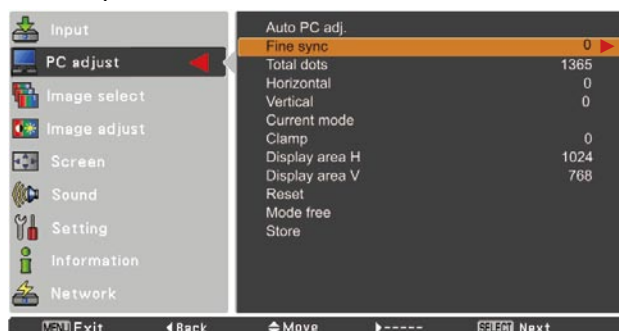 Input
PC adjust
Image select
Image adjust
Screen
Sound
Setting
Information
Network
Auto PC adj.
Fine sync 0
Total dots 1365
Horizontal 0
Vertical 0
Current mode
Clamp 0
Display area H 1024
Display area V 768
Reset
Mode free
Store
MENU Exit Back Move ----- SELECT Next